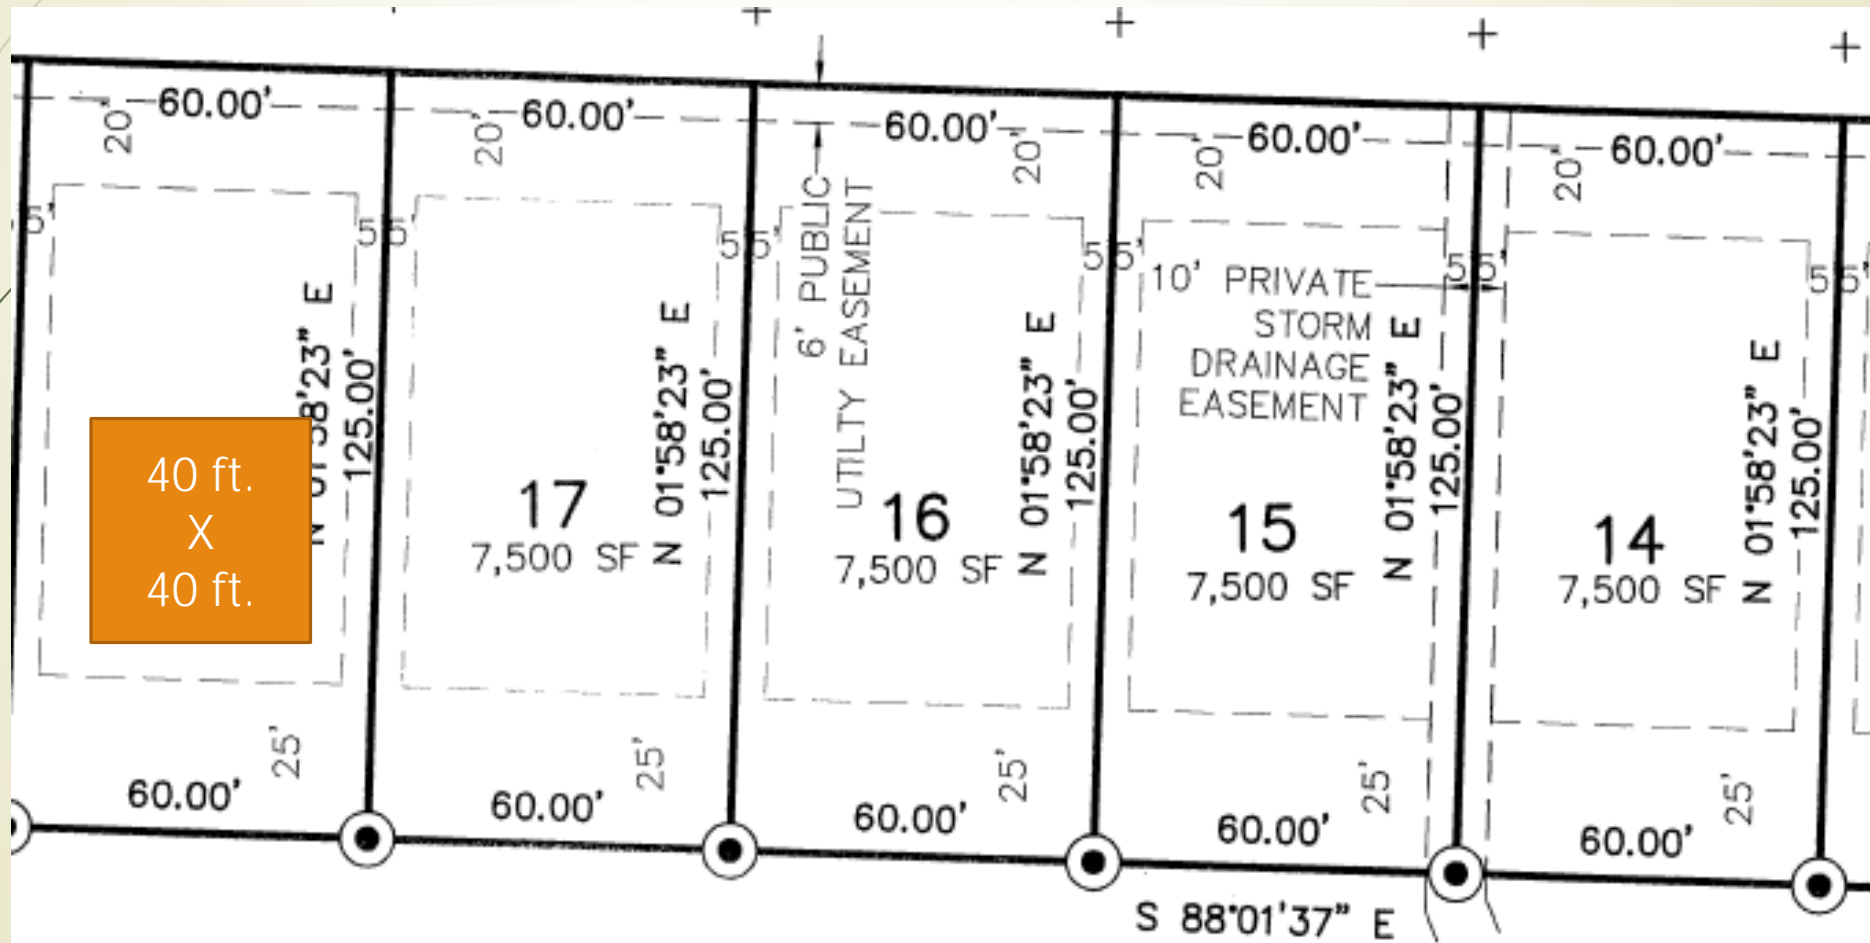 60.00'
60.00'
60.00'
60.00'
60.00'
20'
20'
20'
20'
20'
5'
5'
5'
5'
5'
5'
5'
5'
5'
5'
6' PUBLIC
UTILTY EASEMENT
10' PRIVATE
STORM
DRAINAGE
EASEMENT
N 01°58'23" E
125.00'
N 01°58'23" E
125.00'
N 01°58'23" E
125.00'
N 01°58'23" E
125.00'
N 01°58'23" E
125.00'
40 ft.
X
40 ft.
17
7,500 SF
16
7,500 SF
15
7,500 SF
14
7,500 SF
25'
25'
25'
25'
25'
60.00'
60.00'
60.00'
60.00'
60.00'
S 88°01'37" E